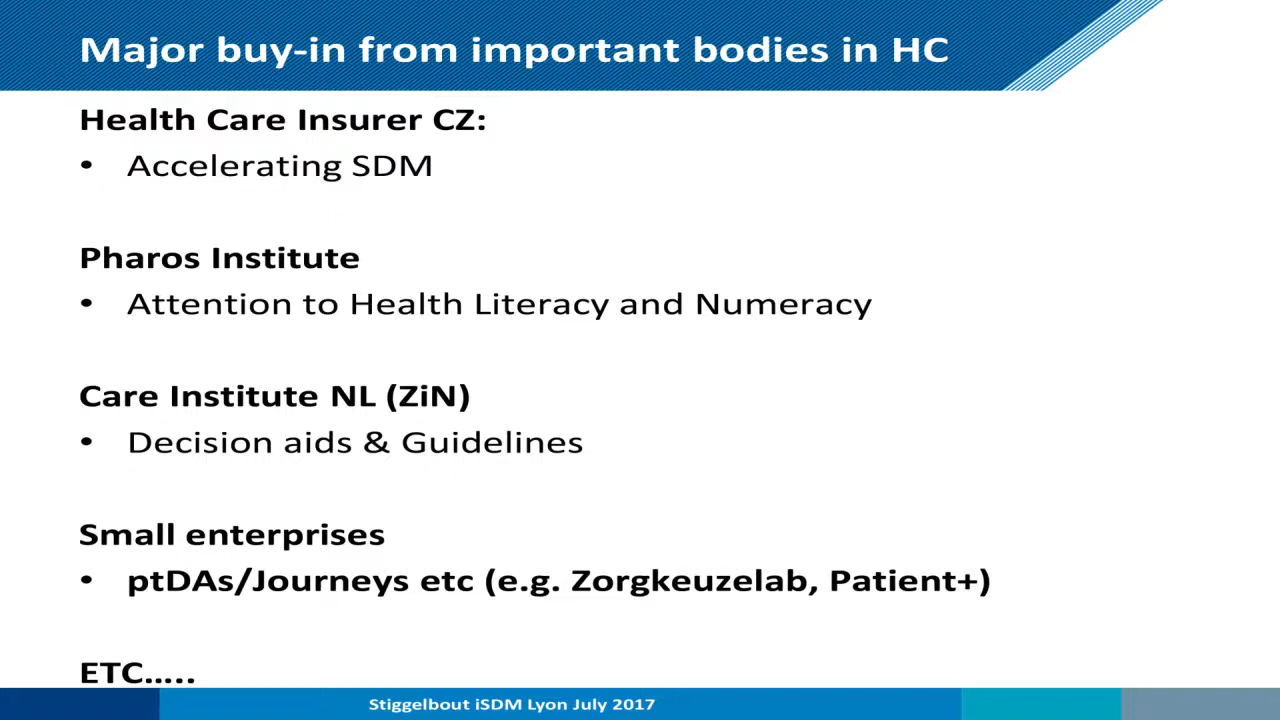 Major buy-in from important bodies in HC
Health Care Insurer CZ:
• Accelerating SDM
Pharos Institute
• Attention to Health Literacy and Numeracy
Care Institute NL (ZiN)
• Decision aids & Guidelines
Small enterprises
• ptDAs/Journeys etc (e.g. Zorgkeuzelab, Patient+)
ETC.....
Stiggelbout iSDM Lyon July 2017